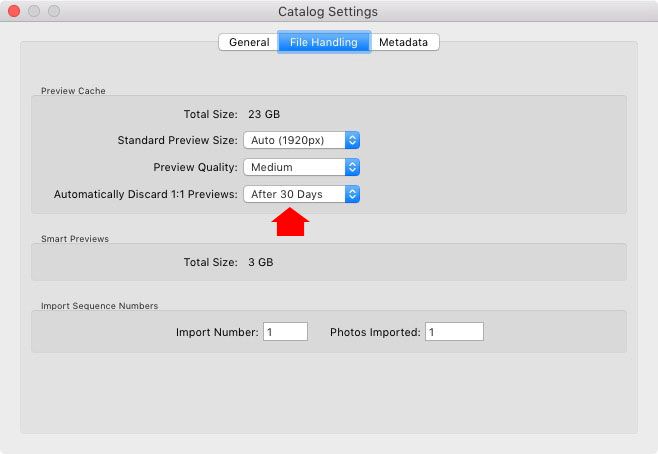 Catalog Settings
General File Handling Metadata
Preview Cache
Total Size: 23 GB
Standard Preview Size: Auto (1920px)
Preview Quality: Medium
Automatically Discard 1:1 Previews: After 30 Days
Smart Previews
Total Size: 3 GB
Import Sequence Numbers
Import Number: 1 Photos Imported: 1